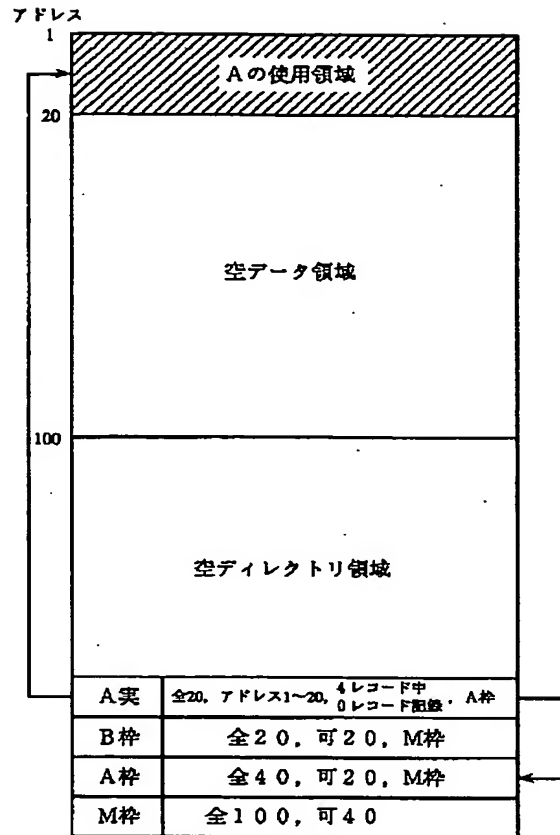 アドレス
1
Aの使用領域
20
空データ領域
100
空ディレクトリ領域
A実 全20, アドレス1~20, 4レコード中 0レコード記録, A枠
B枠 全20, 可20, M枠
A枠 全40, 可20, M枠
M枠 全100, 可40